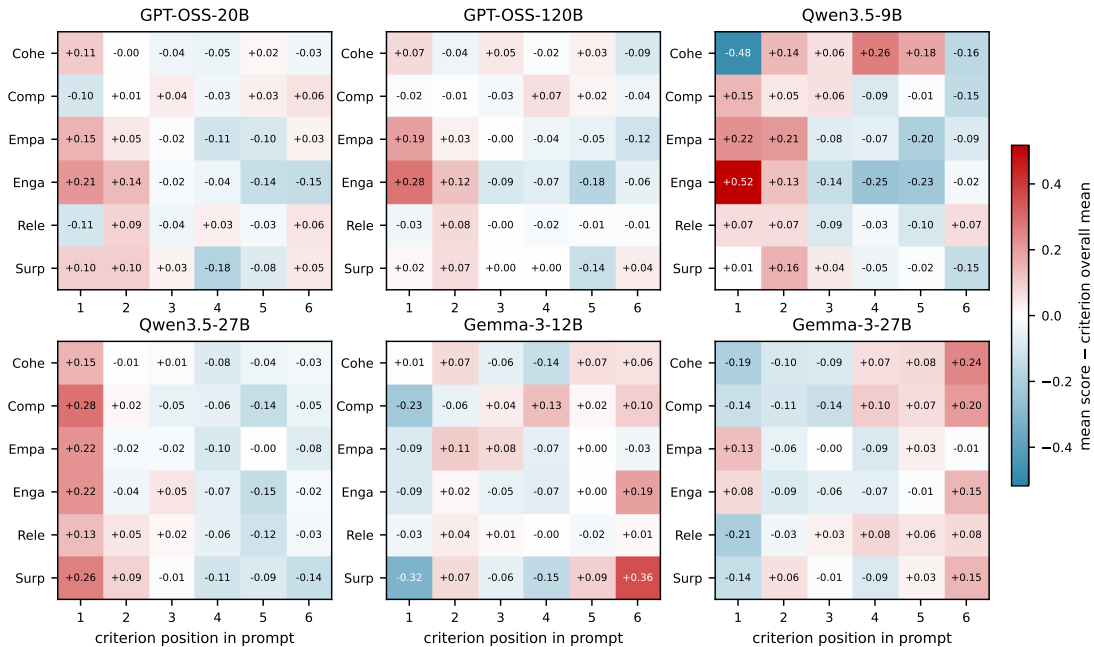 GPT-OSS-20B GPT-OSS-120B Qwen3.5-9B
Cohe +0.11 -0.00 -0.04 -0.05 +0.02 -0.03 Cohe +0.07 -0.04 +0.05 -0.02 +0.03 -0.09 Cohe -0.48 +0.14 +0.06 +0.26 +0.18 -0.16
Comp -0.10 +0.01 +0.04 -0.03 +0.03 +0.06 Comp -0.02 -0.01 -0.03 +0.07 +0.02 -0.04 Comp +0.15 +0.05 +0.06 -0.09 -0.01 -0.15
Empa +0.15 +0.05 -0.02 -0.11 -0.10 +0.03 Empa +0.19 +0.03 -0.00 -0.04 -0.05 -0.12 Empa +0.22 +0.21 -0.08 -0.07 -0.20 -0.09
Enga +0.21 +0.14 -0.02 -0.04 -0.14 -0.15 Enga +0.28 +0.12 -0.09 -0.07 -0.18 -0.06 Enga +0.52 +0.13 -0.14 -0.25 -0.23 -0.02
Rele -0.11 +0.09 -0.04 +0.03 -0.03 +0.06 Rele -0.03 +0.08 -0.00 -0.02 -0.01 -0.01 Rele +0.07 +0.07 -0.09 -0.03 -0.10 +0.07
Surp +0.10 +0.10 +0.03 -0.18 -0.08 +0.05 Surp +0.02 +0.07 +0.00 +0.00 -0.14 +0.04 Surp +0.01 +0.16 +0.04 -0.05 -0.02 -0.15
1 2 3 4 5 6 1 2 3 4 5 6 1 2 3 4 5 6
Qwen3.5-27B Gemma-3-12B Gemma-3-27B
Cohe +0.15 -0.01 +0.01 -0.08 -0.04 -0.03 Cohe +0.01 +0.07 -0.06 -0.14 +0.07 +0.06 Cohe -0.19 -0.10 -0.09 +0.07 +0.08 +0.24
Comp +0.28 +0.02 -0.05 -0.06 -0.14 -0.05 Comp -0.23 -0.06 +0.04 +0.13 +0.02 +0.10 Comp -0.14 -0.11 -0.14 +0.10 +0.07 +0.20
Empa +0.22 -0.02 -0.02 -0.10 -0.00 -0.08 Empa -0.09 +0.11 +0.08 -0.07 +0.00 -0.03 Empa +0.13 -0.06 -0.00 -0.09 +0.03 -0.01
Enga +0.22 -0.04 +0.05 -0.07 -0.15 -0.02 Enga -0.09 +0.02 -0.05 -0.07 +0.00 +0.19 Enga +0.08 -0.09 -0.06 -0.07 -0.01 +0.15
Rele +0.13 +0.05 +0.02 -0.06 -0.12 -0.03 Rele -0.03 +0.04 +0.01 -0.00 -0.02 +0.01 Rele -0.21 -0.03 +0.03 +0.08 +0.06 +0.08
Surp +0.26 +0.09 -0.01 -0.11 -0.09 -0.14 Surp -0.32 +0.07 -0.06 -0.15 +0.09 +0.36 Surp -0.14 +0.06 -0.01 -0.09 +0.03 +0.15
1 2 3 4 5 6 1 2 3 4 5 6 1 2 3 4 5 6
criterion position in prompt criterion position in prompt criterion position in prompt
0.4
0.2
0.0
−0.2
−0.4
mean score − criterion overall mean